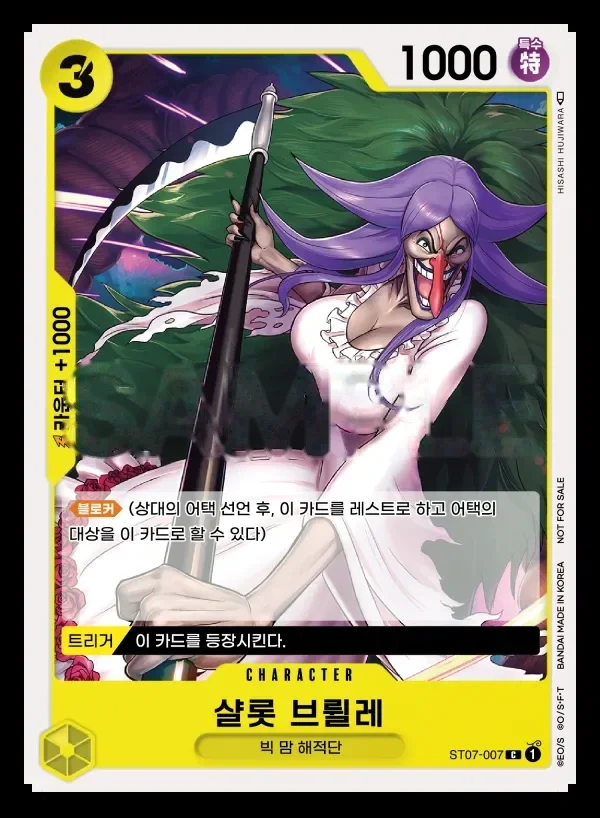 3
1000
특수
特
HISASHI HUJIWARA
카운터 +1000
SAMPLE
블로커 (상대의 어택 선언 후, 이 카드를 레스트로 하고 어택의
대상을 이 카드로 할 수 있다)
트리거 이 카드를 등장시킨다.
CHARACTER
샬롯 브륄레
빅 맘 해적단
ST07-007 C 1
©EO/S ©O/S·F·T BANDAI MADE IN KOREA NOT FOR SALE